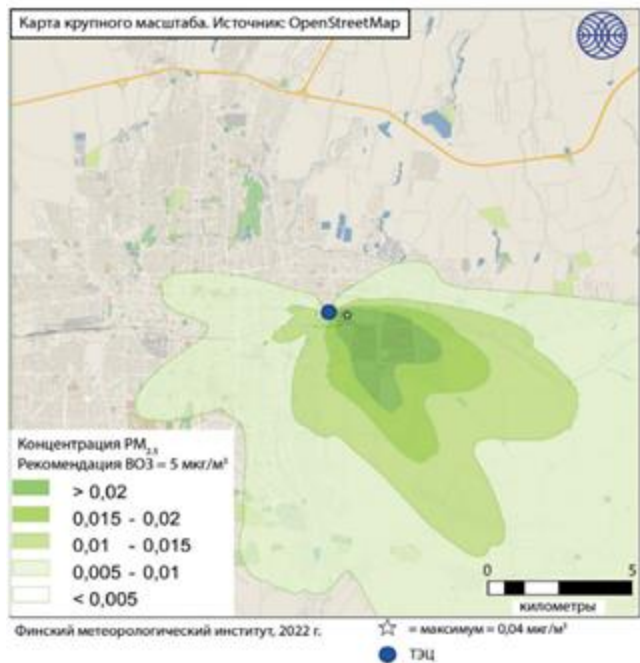 Карта крупного масштаба. Источник: OpenStreetMap
Концентрация PM2.5
Рекомендация ВОЗ = 5 мкг/м³
> 0,02
0,015 - 0,02
0,01 - 0,015
0,005 - 0,01
< 0,005
0 5
километры
Финский метеорологический институт, 2022 г.
= максимум = 0,04 мкг/м³
ТЭЦ